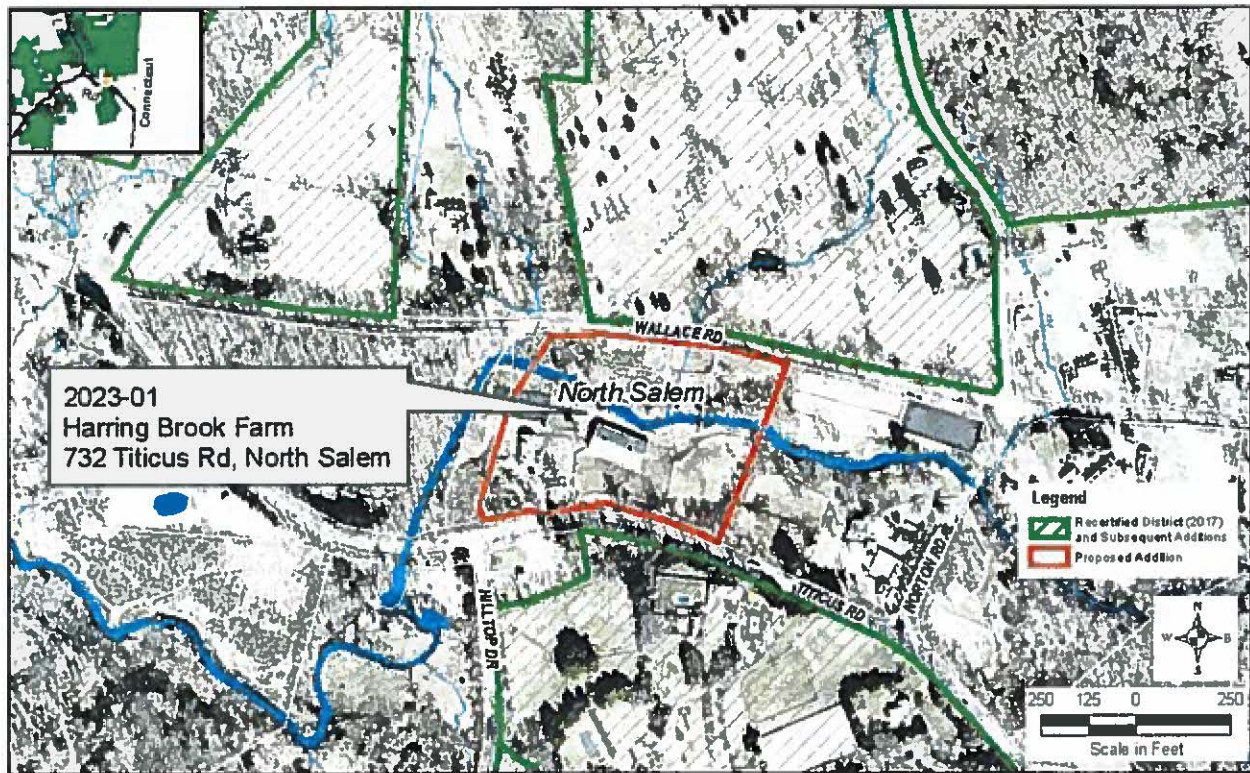 Connecticut
WALLACE RD
2023-01
Harring Brook Farm
732 Titicus Rd, North Salem
North Salem
Legend
Recertified District (2017)
and Subsequent Additions
Proposed Addition
HILLTOP DR
TITICUS RD
NORTON RD
250 125 0 250
Scale in Feet
N
W
S